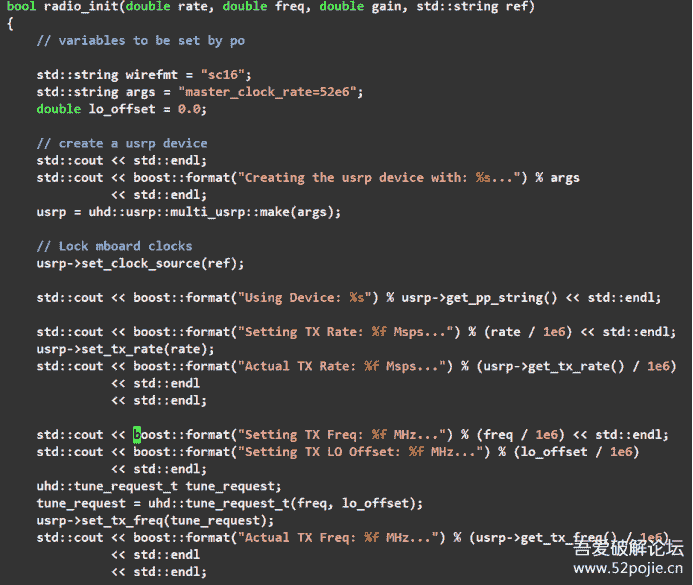 bool radio_init(double rate, double freq, double gain, std::string ref)
{
    // variables to be set by po
    std::string wirefmt = "sc16";
    std::string args = "master_clock_rate=52e6";
    double lo_offset = 0.0;
    // create a usrp device
    std::cout << std::endl;
    std::cout << boost::format("Creating the usrp device with: %s...") % args
            << std::endl;
    usrp = uhd::usrp::multi_usrp::make(args);
    // Lock mboard clocks
    usrp->set_clock_source(ref);
    std::cout << boost::format("Using Device: %s") % usrp->get_pp_string() << std::endl;
    std::cout << boost::format("Setting TX Rate: %f Msps...") % (rate / 1e6) << std::endl;
    usrp->set_tx_rate(rate);
    std::cout << boost::format("Actual TX Rate: %f Msps...") % (usrp->get_tx_rate() / 1e6)
            << std::endl
            << std::endl;
    std::cout << boost::format("Setting TX Freq: %f MHz...") % (freq / 1e6) << std::endl;
    std::cout << boost::format("Setting TX LO Offset: %f MHz...") % (lo_offset / 1e6)
            << std::endl;
    uhd::tune_request_t tune_request;
    tune_request = uhd::tune_request_t(freq, lo_offset);
    usrp->set_tx_freq(tune_request);
    std::cout << boost::format("Actual TX Freq: %f MHz...") % (usrp->get_tx_freq() / 1e6)
            << std::endl
            << std::endl;
吾爱破解论坛
www.52pojie.cn